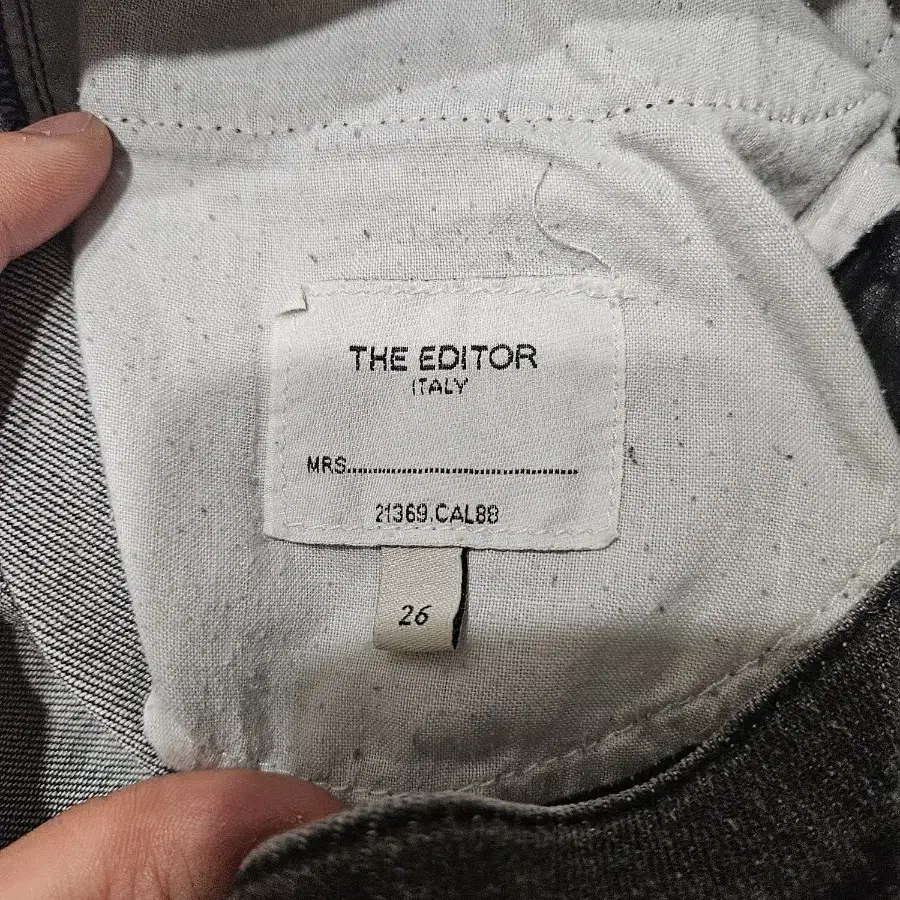 THE EDITOR
ITALY
MRS................................................
21369.CAL88
26